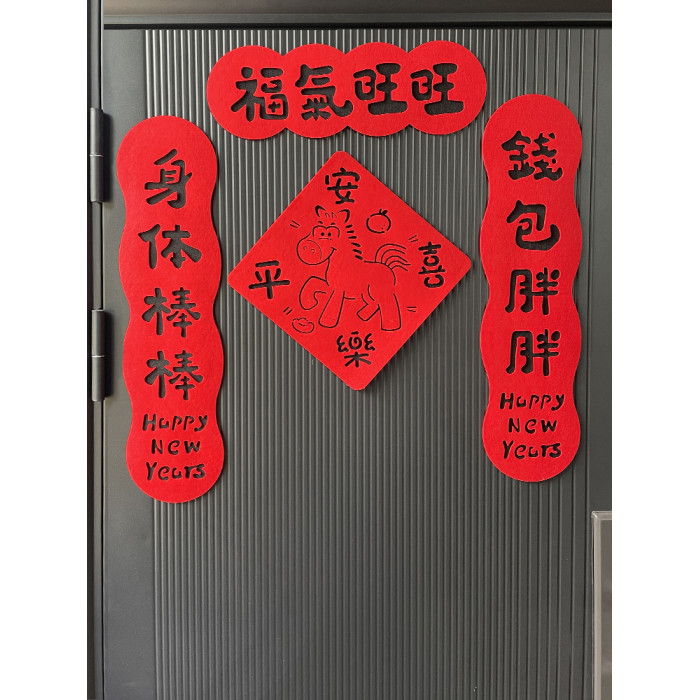 福氣旺旺
錢包胖胖
Happy
New
Years
安
平
喜
樂
身体棒棒
Happy
New
Years